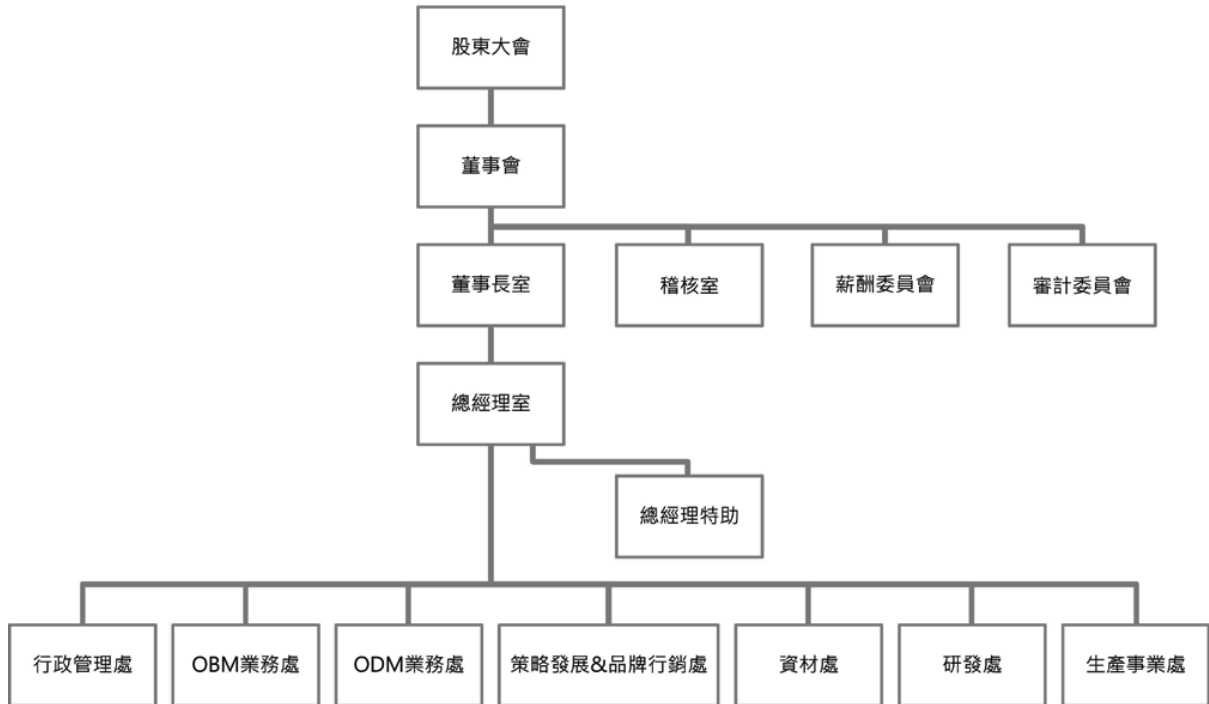 股東大會
董事會
董事長室
稽核室
薪酬委員會
審計委員會
總經理室
總經理特助
行政管理處
OBM業務處
ODM業務處
策略發展&品牌行銷處
資材處
研發處
生產事業處